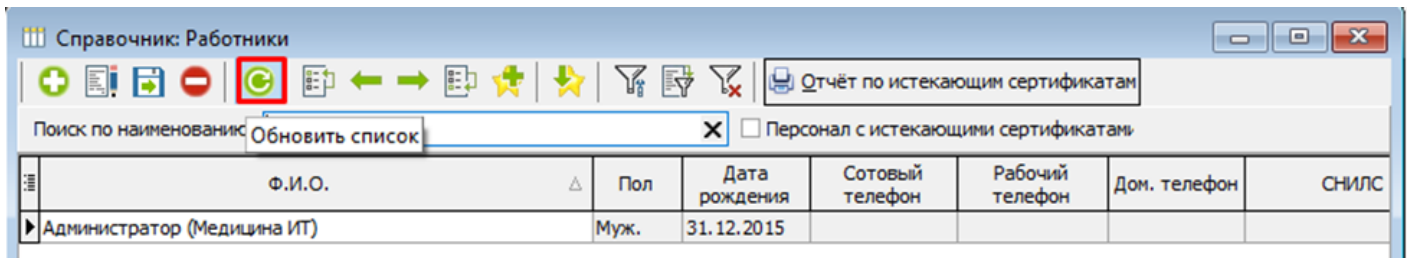 Справочник: Работники
Отчёт по истекающим сертификатам
Поиск по наименованию
Обновить список
Персонал с истекающими сертификатами
Ф.И.О.
Пол
Дата рождения
Сотовый телефон
Рабочий телефон
Дом. телефон
СНИЛС
Администратор (Медицина ИТ)
Муж.
31.12.2015